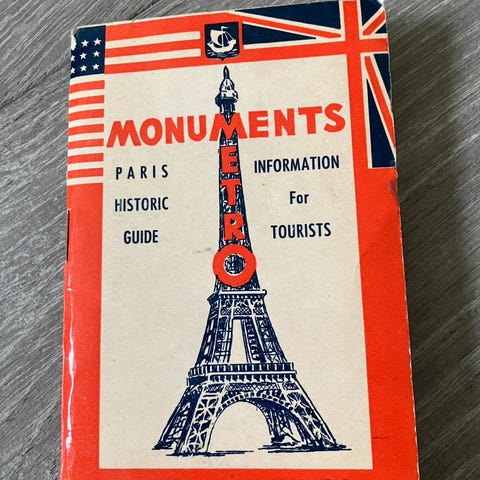 MONUMENTS
METRO
PARIS
HISTORIC
GUIDE
INFORMATION
For
TOURISTS